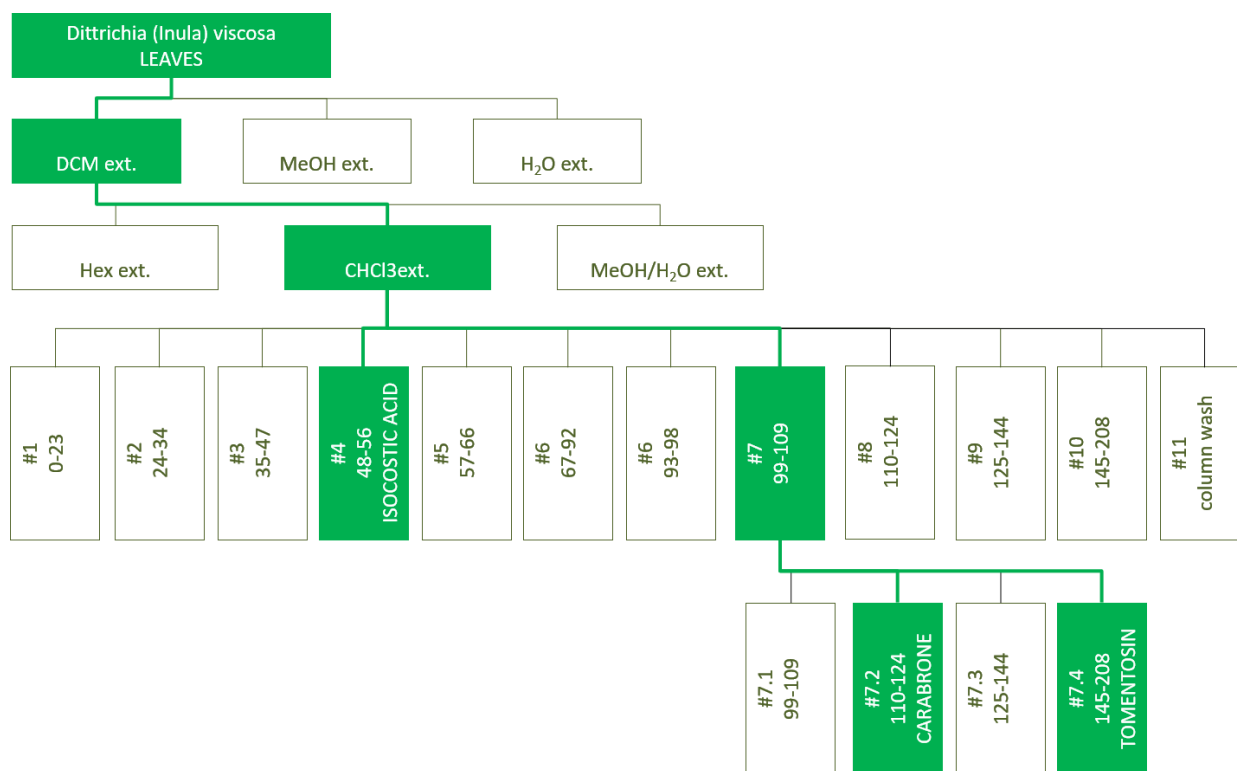 Dittrichia (Inula) viscosa
LEAVES
DCM ext.
MeOH ext.
H₂O ext.
Hex ext.
CHCl3ext.
MeOH/H₂O ext.
#1
0-23
#2
24-34
#3
35-47
#4
48-56
ISOCOSTIC ACID
#5
57-66
#6
67-92
#6
93-98
#7
99-109
#8
110-124
#9
125-144
#10
145-208
#11
column wash
#7.1
99-109
#7.2
110-124
CARABRONE
#7.3
125-144
#7.4
145-208
TOMENTOSIN